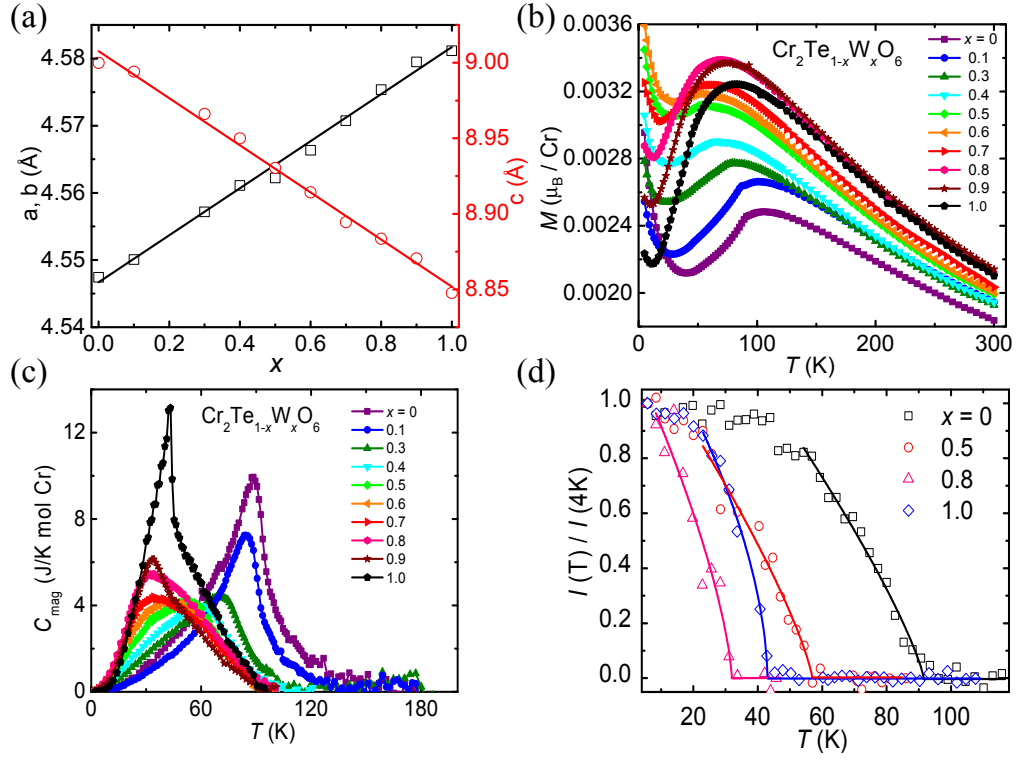 (a)
4.58
4.57
4.56
4.55
4.54
a, b (Å)
9.00
8.95
8.90
8.85
c (Å)
0.0 0.2 0.4 0.6 0.8 1.0
x
(b)
0.0036
0.0032
0.0028
0.0024
0.0020
M (μB / Cr)
Cr2Te1-xWxO6
x = 0
0.1
0.3
0.4
0.5
0.6
0.7
0.8
0.9
1.0
0 100 200 300
T (K)
(c)
12
8
4
0
Cmag (J/K mol Cr)
Cr2Te1-xWxO6
x = 0
0.1
0.3
0.4
0.5
0.6
0.7
0.8
0.9
1.0
0 60 120 180
T (K)
(d)
1.0
0.8
0.6
0.4
0.2
0.0
I (T) / I (4K)
x = 0
0.5
0.8
1.0
20 40 60 80 100
T (K)